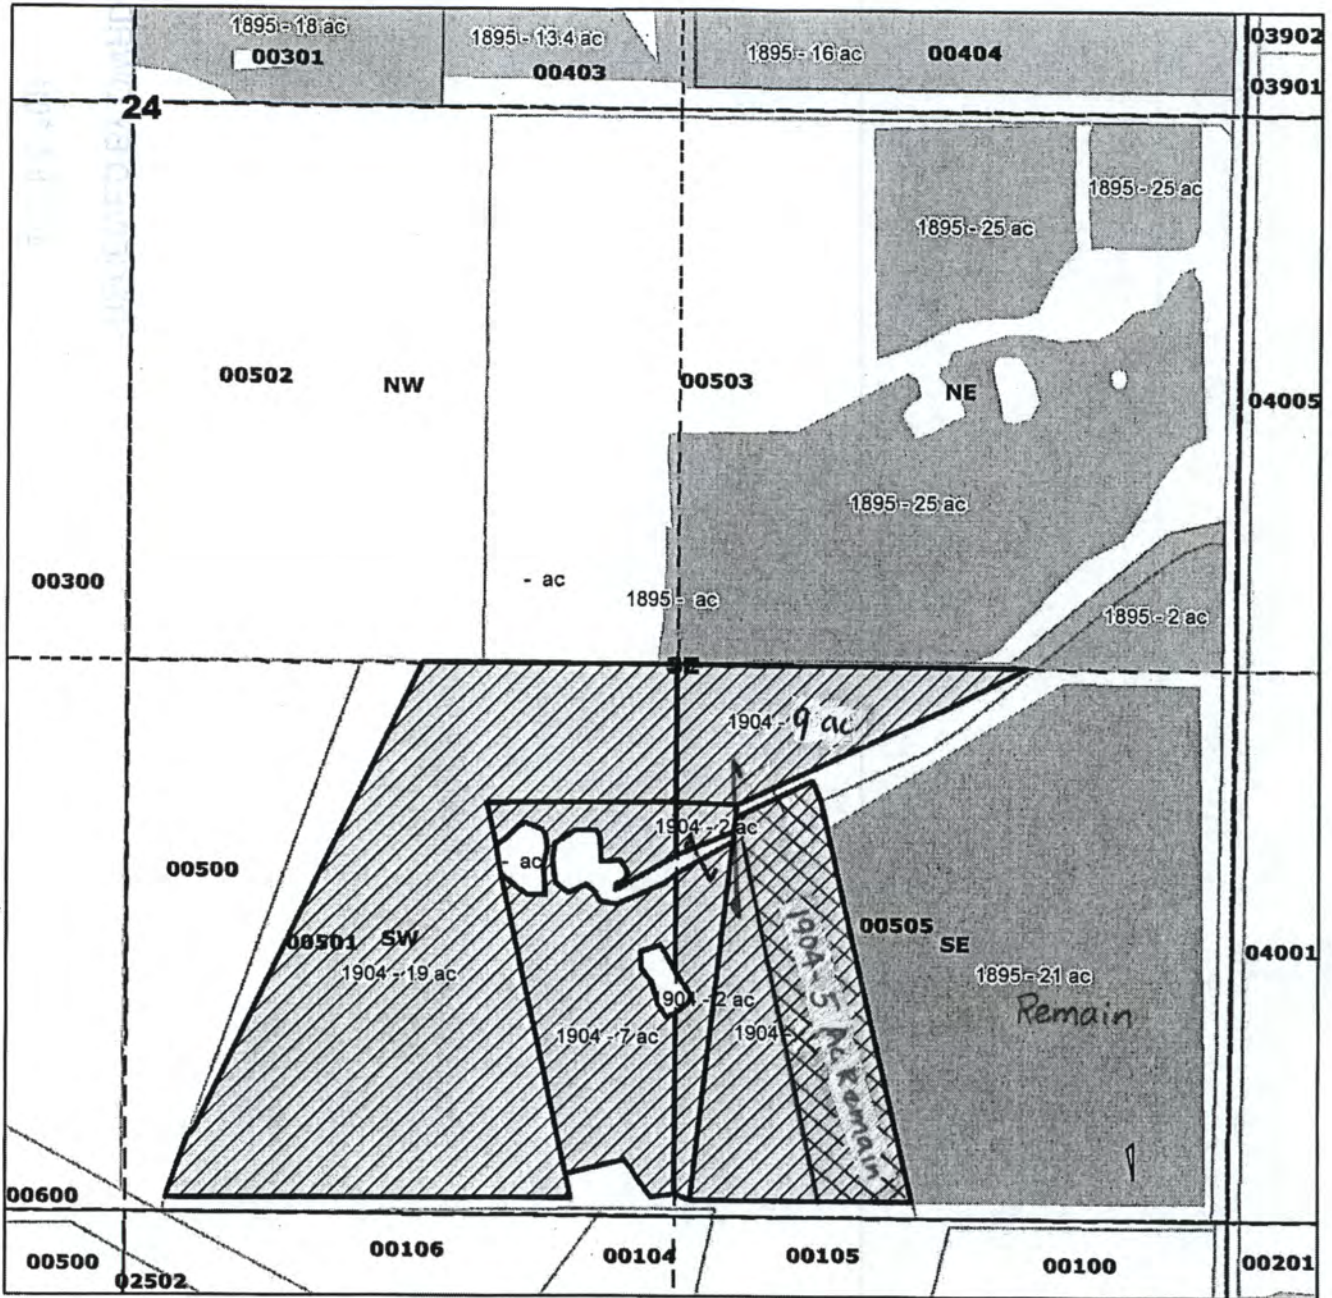 1895 - 18 ac
00301
1895 - 13.4 ac
00403
1895 - 16 ac
00404
03902
03901
24
1895 - 25 ac
1895 - 25 ac
00502
NW
00503
NE
04005
1895 - 25 ac
00300
- ac
1895 - ac
1895 - 2 ac
SE
1904 - 9 ac
1904 - 2 ac
- ac
00500
00505
SE
00501
SW
1904 - 19 ac
1904 - 5 Ac Remain
04001
1895 - 21 ac
Remain
1904 - 2 ac
1904 - 7 ac
1904 -
00600
00500
02502
00106
00104
00105
00100
00201